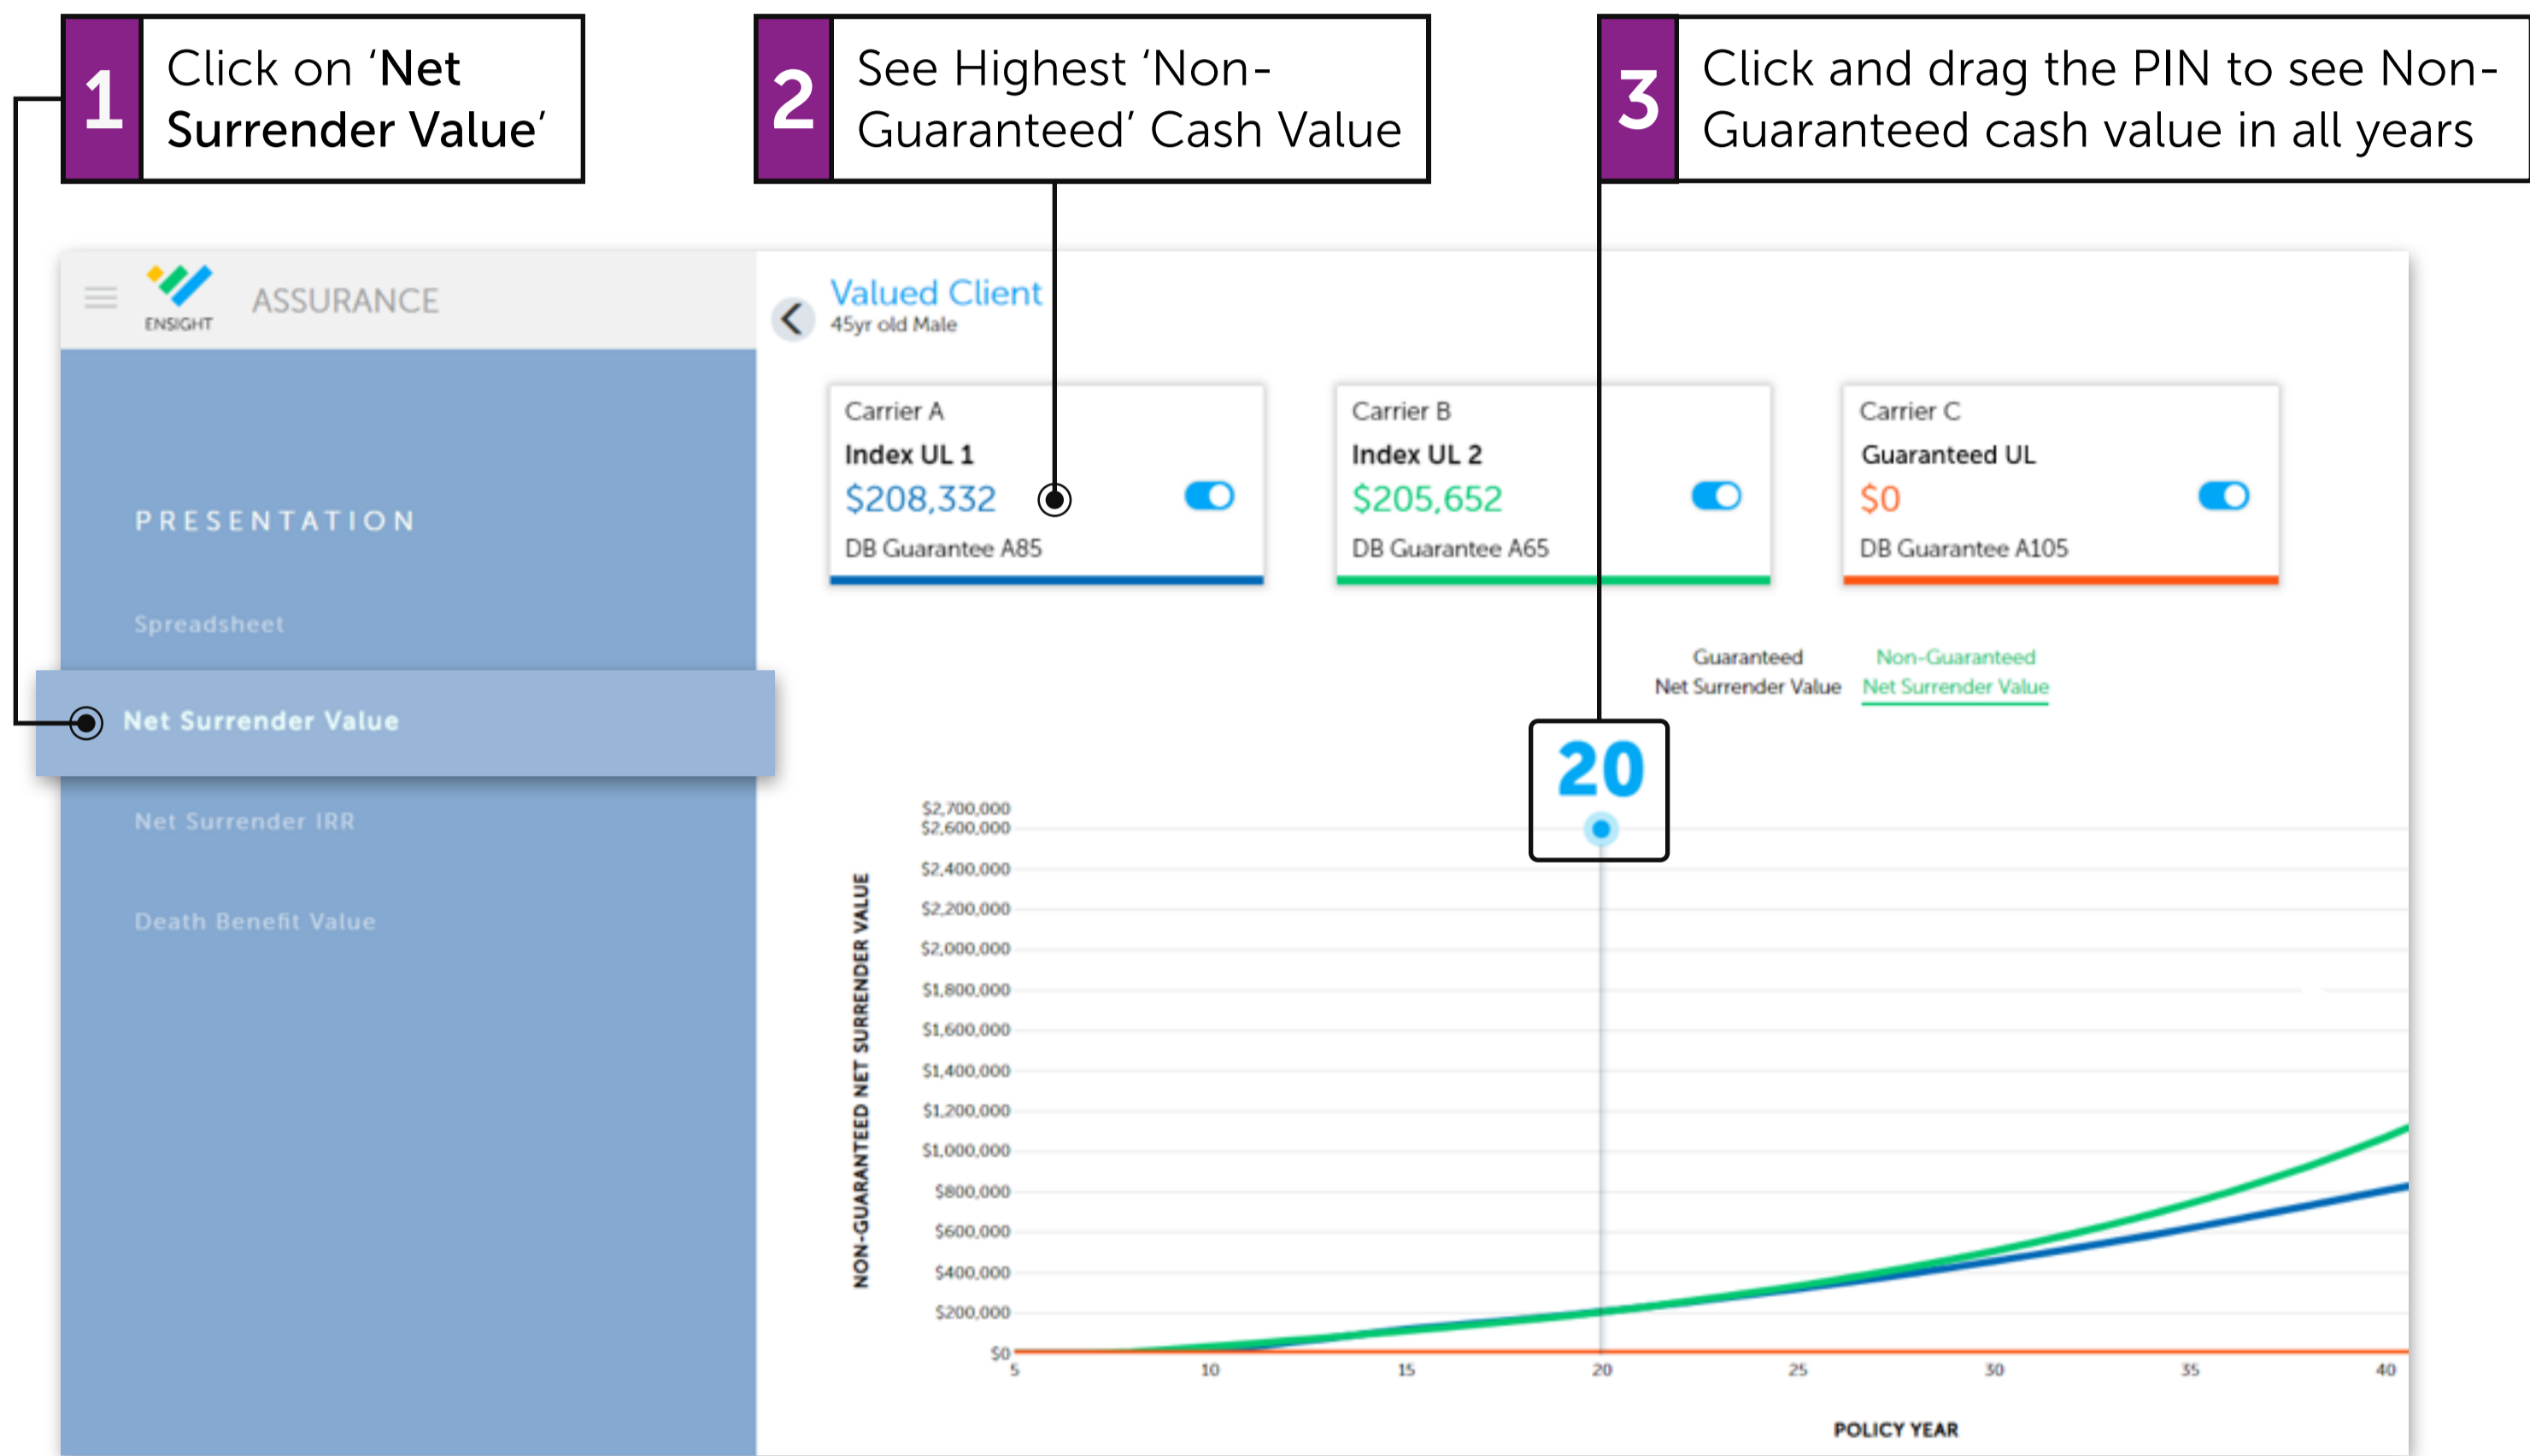 1
Click on ‘Net
Surrender Value’
2
See Highest ‘Non-
Guaranteed’ Cash Value
3
Click and drag the PIN to see Non-
Guaranteed cash value in all years
ENSIGHT
ASSURANCE
Valued Client
45yr old Male
PRESENTATION
Spreadsheet
Net Surrender Value
Net Surrender IRR
Death Benefit Value
Carrier A
Index UL 1
$208,332
DB Guarantee A85
Carrier B
Index UL 2
$205,652
DB Guarantee A65
Carrier C
Guaranteed UL
$0
DB Guarantee A105
Guaranteed
Net Surrender Value
Non-Guaranteed
Net Surrender Value
20
NON-GUARANTEED NET SURRENDER VALUE
$2,700,000
$2,600,000
$2,400,000
$2,200,000
$2,000,000
$1,800,000
$1,600,000
$1,400,000
$1,200,000
$1,000,000
$800,000
$600,000
$400,000
$200,000
$0
5 10 15 20 25 30 35 40
POLICY YEAR